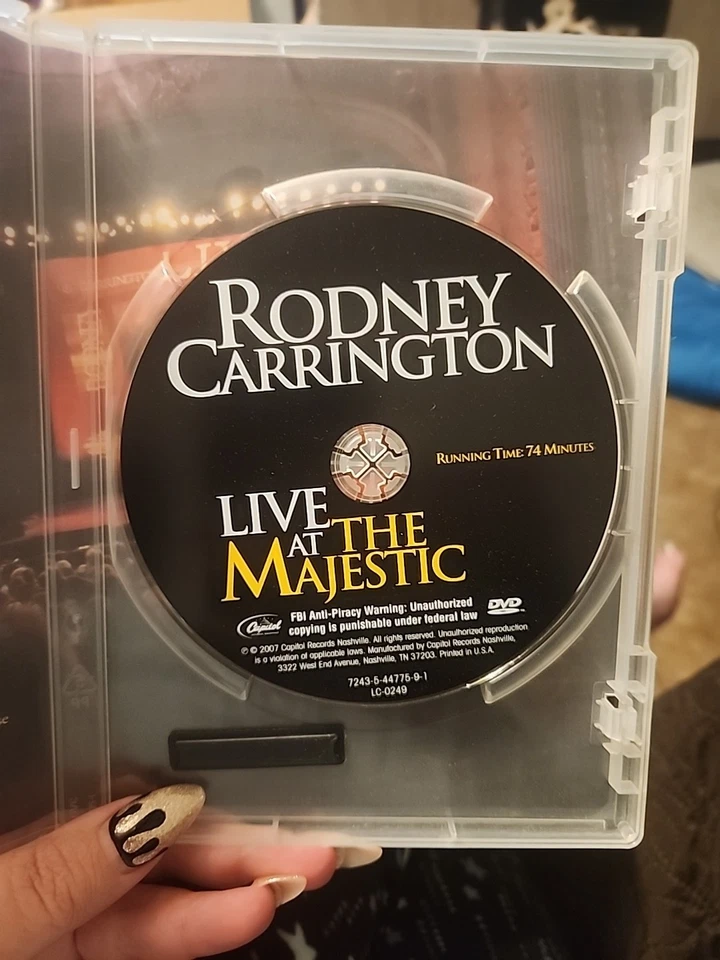 RODNEY
CARRINGTON
RUNNING TIME: 74 MINUTES
LIVE
AT THE
MAJESTIC
Capitol
FBI Anti-Piracy Warning: Unauthorized
copying is punishable under federal law
DVD
℗ © 2007 Capitol Records Nashville. All rights reserved. Unauthorized reproduction
is a violation of applicable laws. Manufactured by Capitol Records Nashville,
3322 West End Avenue, Nashville, TN 37203. Printed in U.S.A.
7243-5-44775-9-1
LC-0249